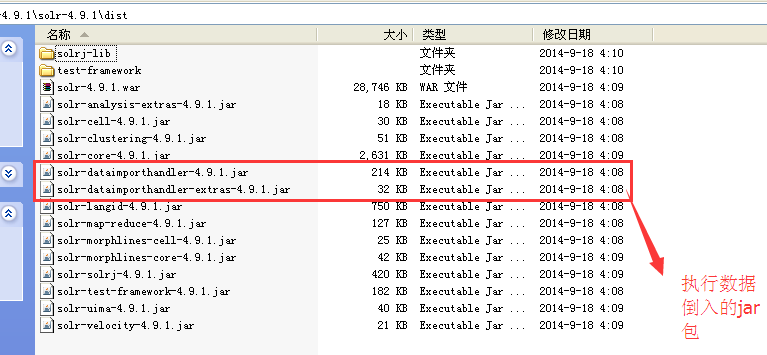 -4.9.1\solr-4.9.1\dist
名称 大小 类型 修改日期
solrj-lib 文件夹 2014-9-18 4:10
test-framework 文件夹 2014-9-18 4:10
solr-4.9.1.war 28,746 KB WAR 文件 2014-9-18 4:09
solr-analysis-extras-4.9.1.jar 18 KB Executable Jar ... 2014-9-18 4:08
solr-cell-4.9.1.jar 30 KB Executable Jar ... 2014-9-18 4:08
solr-clustering-4.9.1.jar 51 KB Executable Jar ... 2014-9-18 4:08
solr-core-4.9.1.jar 2,631 KB Executable Jar ... 2014-9-18 4:09
solr-dataimporthandler-4.9.1.jar 214 KB Executable Jar ... 2014-9-18 4:08
solr-dataimporthandler-extras-4.9.1.jar 32 KB Executable Jar ... 2014-9-18 4:08
solr-langid-4.9.1.jar 750 KB Executable Jar ... 2014-9-18 4:08
solr-map-reduce-4.9.1.jar 127 KB Executable Jar ... 2014-9-18 4:08
solr-morphlines-cell-4.9.1.jar 25 KB Executable Jar ... 2014-9-18 4:08
solr-morphlines-core-4.9.1.jar 42 KB Executable Jar ... 2014-9-18 4:09
solr-solrj-4.9.1.jar 420 KB Executable Jar ... 2014-9-18 4:09
solr-test-framework-4.9.1.jar 182 KB Executable Jar ... 2014-9-18 4:08
solr-uima-4.9.1.jar 40 KB Executable Jar ... 2014-9-18 4:09
solr-velocity-4.9.1.jar 21 KB Executable Jar ... 2014-9-18 4:09
执行数据
倒入的jar
包